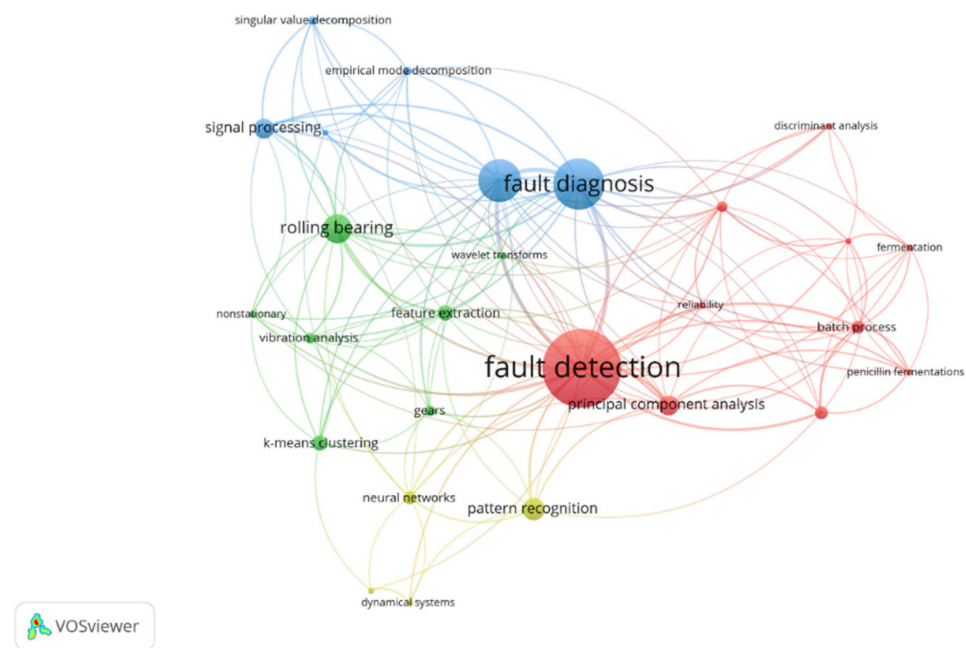 singular value decomposition
empirical mode decomposition
signal processing
discriminant analysis
fault diagnosis
rolling bearing
fermentation
wavelet transforms
reliability
nonstationary
feature extraction
batch process
vibration analysis
fault detection
penicillin fermentations
principal component analysis
gears
k-means clustering
neural networks
pattern recognition
dynamical systems
VOSviewer